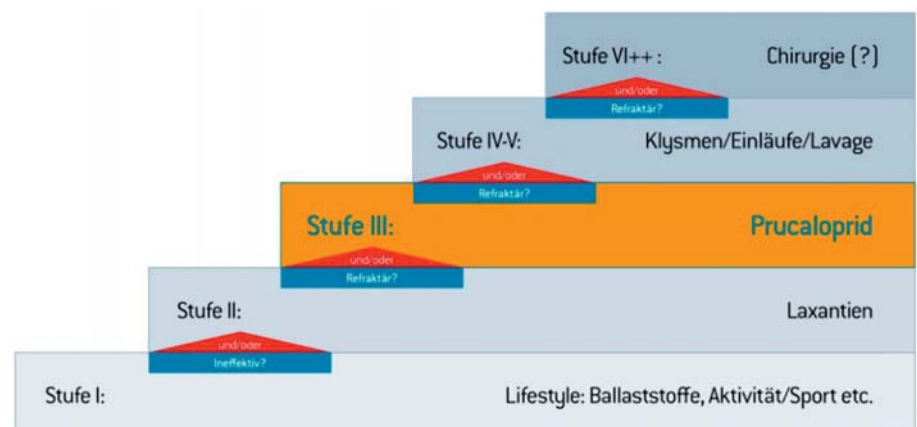 Stufe VI++ : Chirurgie (?)
und/oder
Refraktär?
Stufe IV-V: Klysmen/Einläufe/Lavage
und/oder
Refraktär?
Stufe III: Prucaloprid
und/oder
Refraktär?
Stufe II: Laxantien
und/oder
Ineffektiv?
Stufe I: Lifestyle: Ballaststoffe, Aktivität/Sport etc.